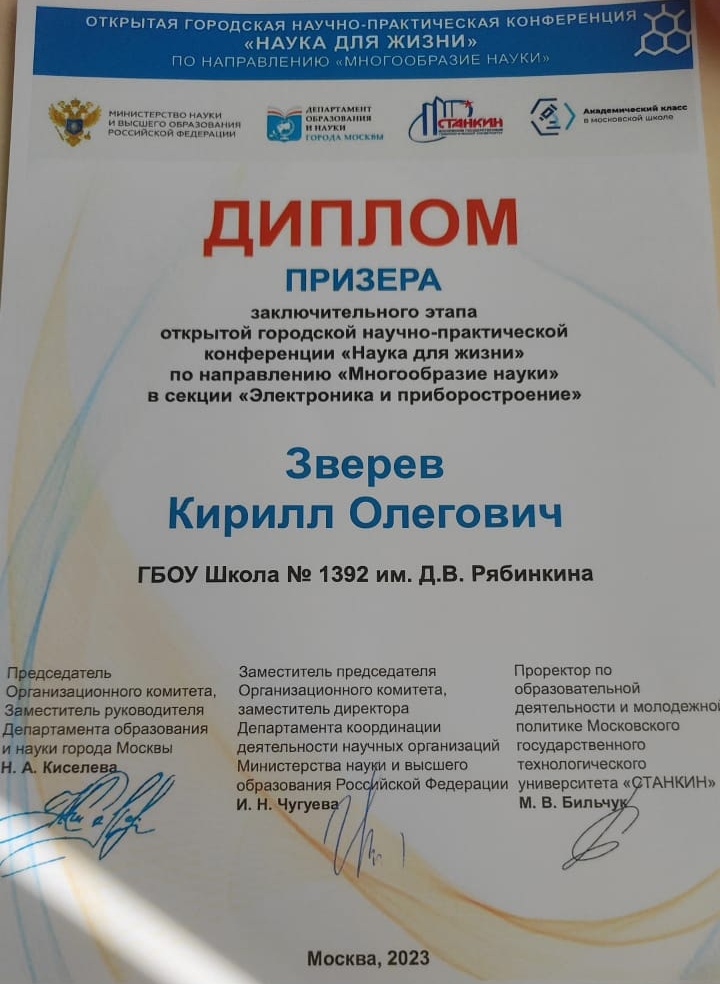 ОТКРЫТАЯ ГОРОДСКАЯ НАУЧНО-ПРАКТИЧЕСКАЯ КОНФЕРЕНЦИЯ
«НАУКА ДЛЯ ЖИЗНИ»
ПО НАПРАВЛЕНИЮ «МНОГООБРАЗИЕ НАУКИ»
МИНИСТЕРСТВО НАУКИ
И ВЫСШЕГО ОБРАЗОВАНИЯ
РОССИЙСКОЙ ФЕДЕРАЦИИ
ДЕПАРТАМЕНТ
ОБРАЗОВАНИЯ
И НАУКИ
ГОРОДА МОСКВЫ
СТАНКИН
Академический класс
в московской школе
ДИПЛОМ
ПРИЗЕРА
заключительного этапа
открытой городской научно-практической
конференции «Наука для жизни»
по направлению «Многообразие науки»
в секции «Электроника и приборостроение»
Зверев
Кирилл Олегович
ГБОУ Школа № 1392 им. Д.В. Рябинкина
Председатель
Организационного комитета,
Заместитель руководителя
Департамента образования
и науки города Москвы
Н. А. Киселева
Заместитель председателя
Организационного комитета,
заместитель директора
Департамента координации
деятельности научных организаций
Министерства науки и высшего
образования Российской Федерации
И. Н. Чугуева
Проректор по
образовательной
деятельности и молодежной
политике Московского
государственного
технологического
университета «СТАНКИН»
М. В. Бильчук
Москва, 2023